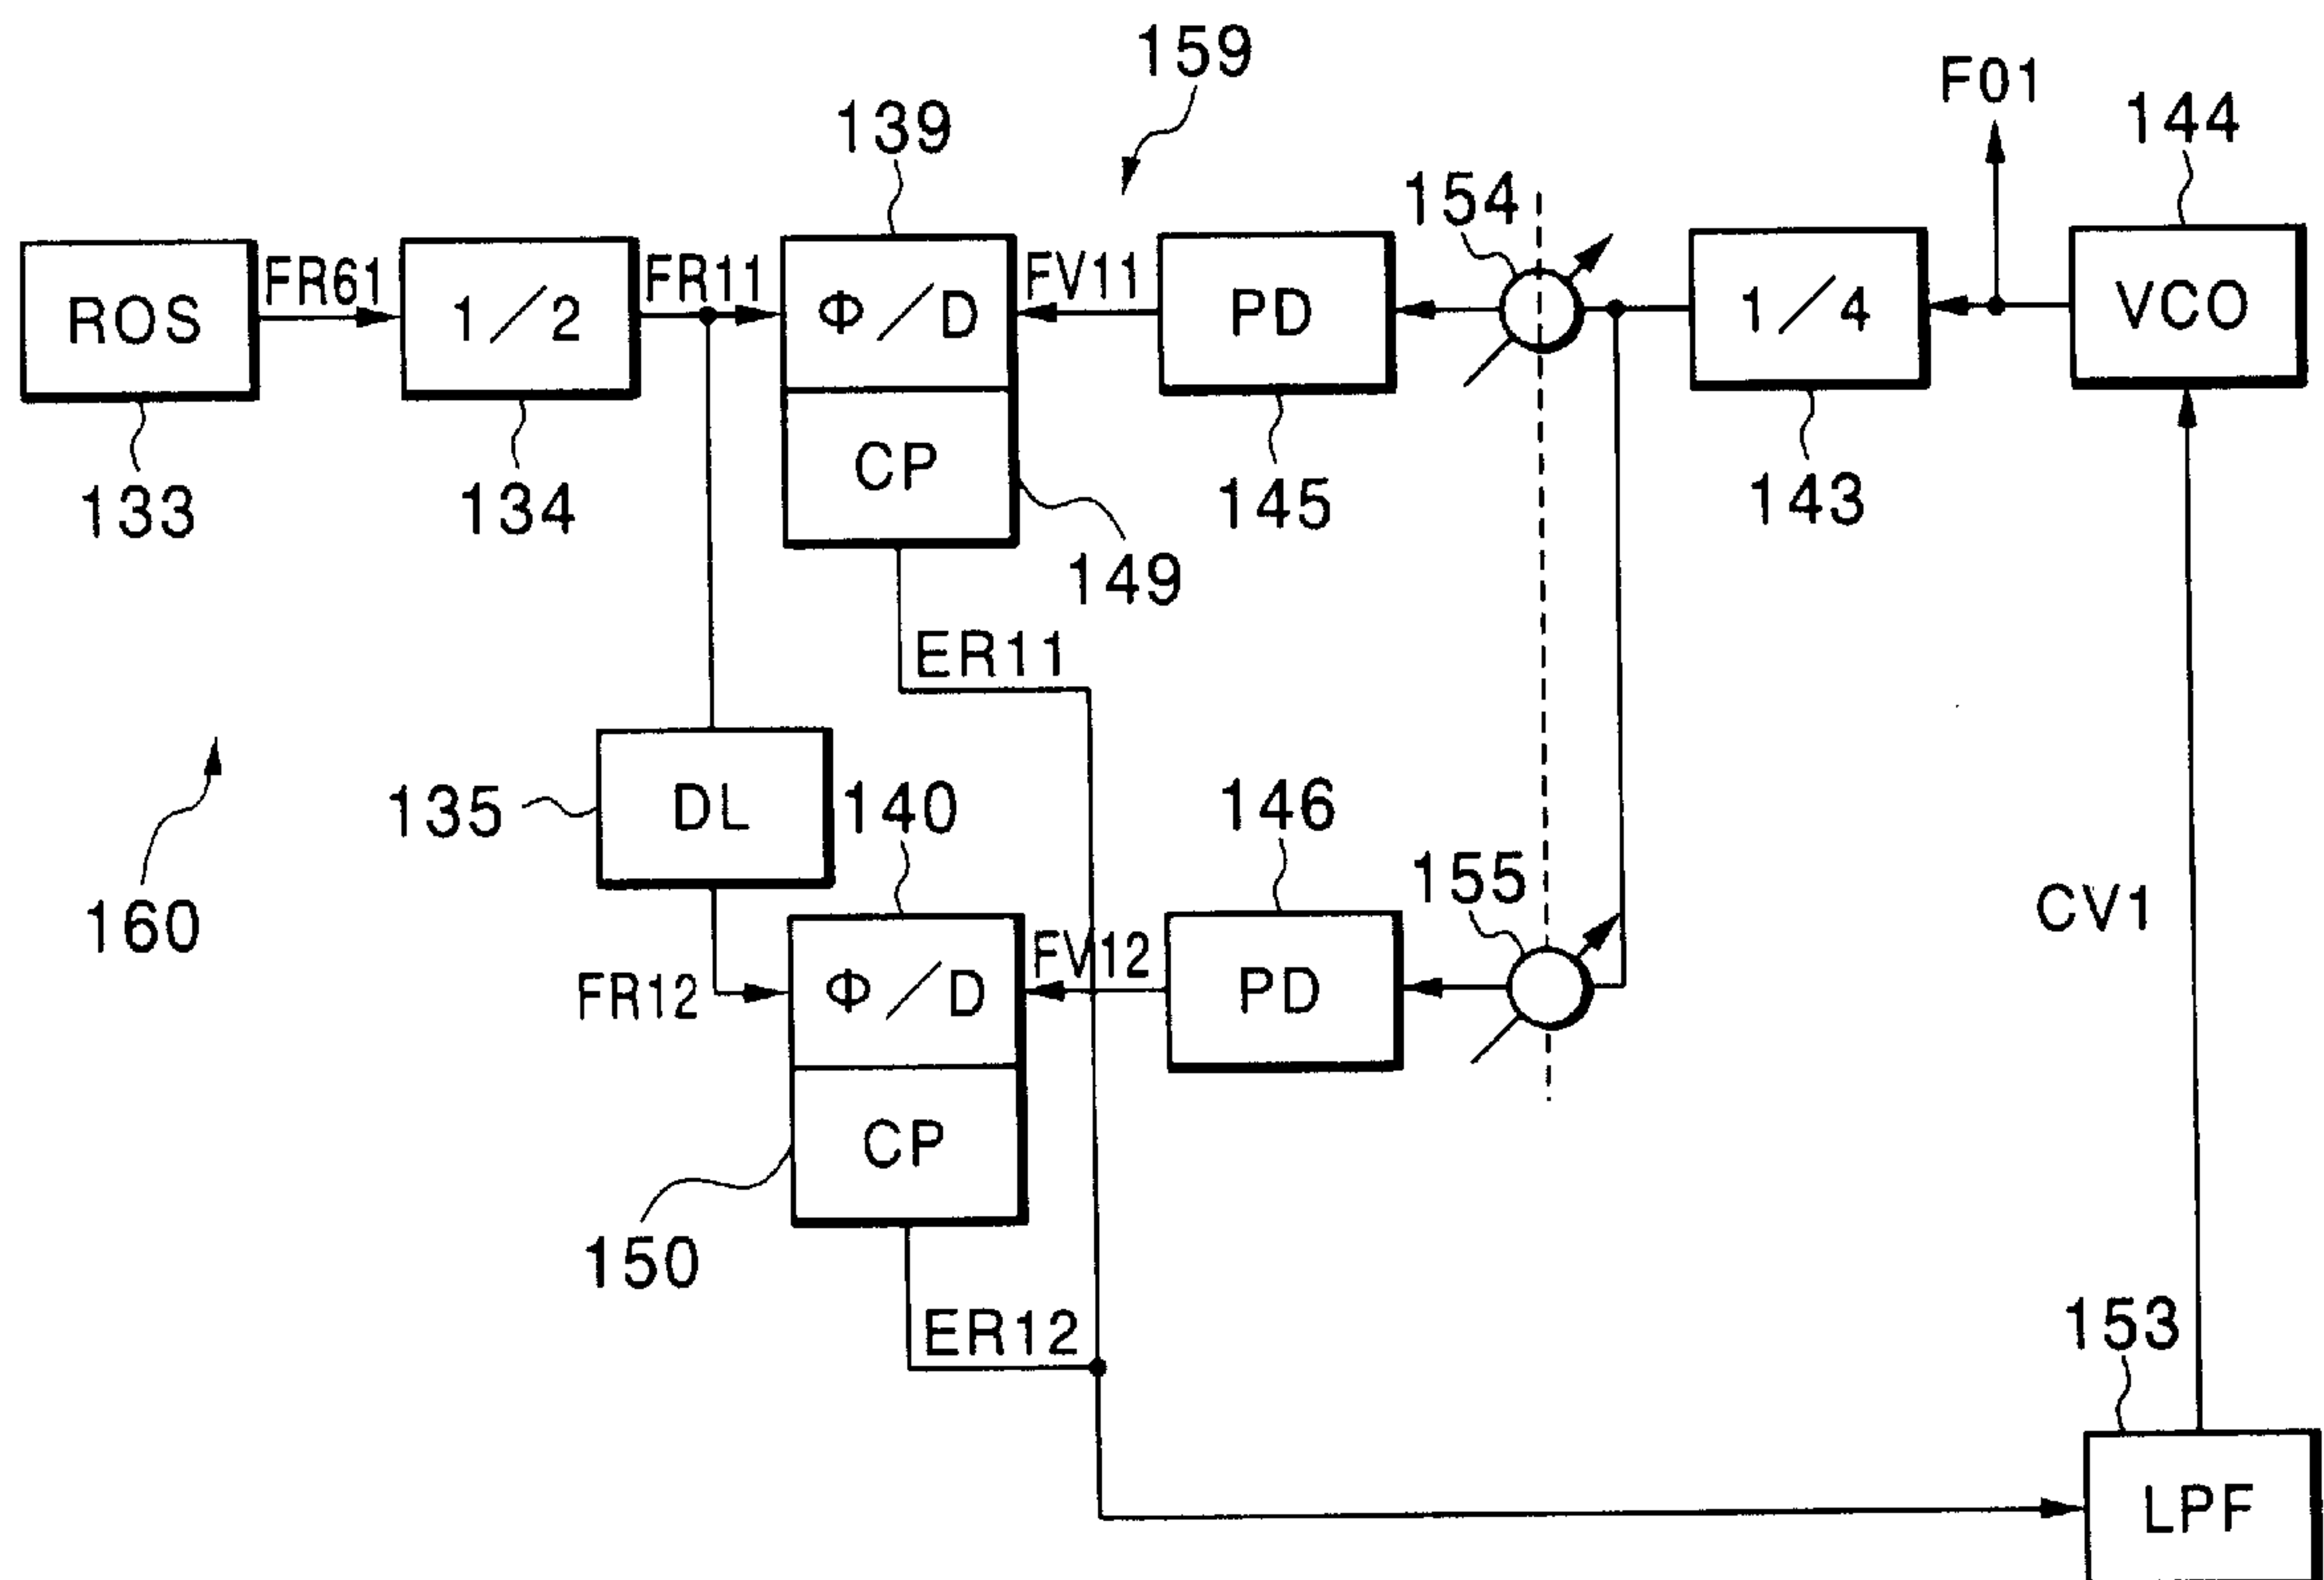 159
F01
139
144
154
ROS
FR61
1/2
FR11
Φ/D
FV11
PD
1/4
VCO
CP
133
134
145
143
149
ER11
135
DL
140
146
155
160
CV1
FR12
Φ/D
FV12
PD
CP
150
ER12
153
LPF